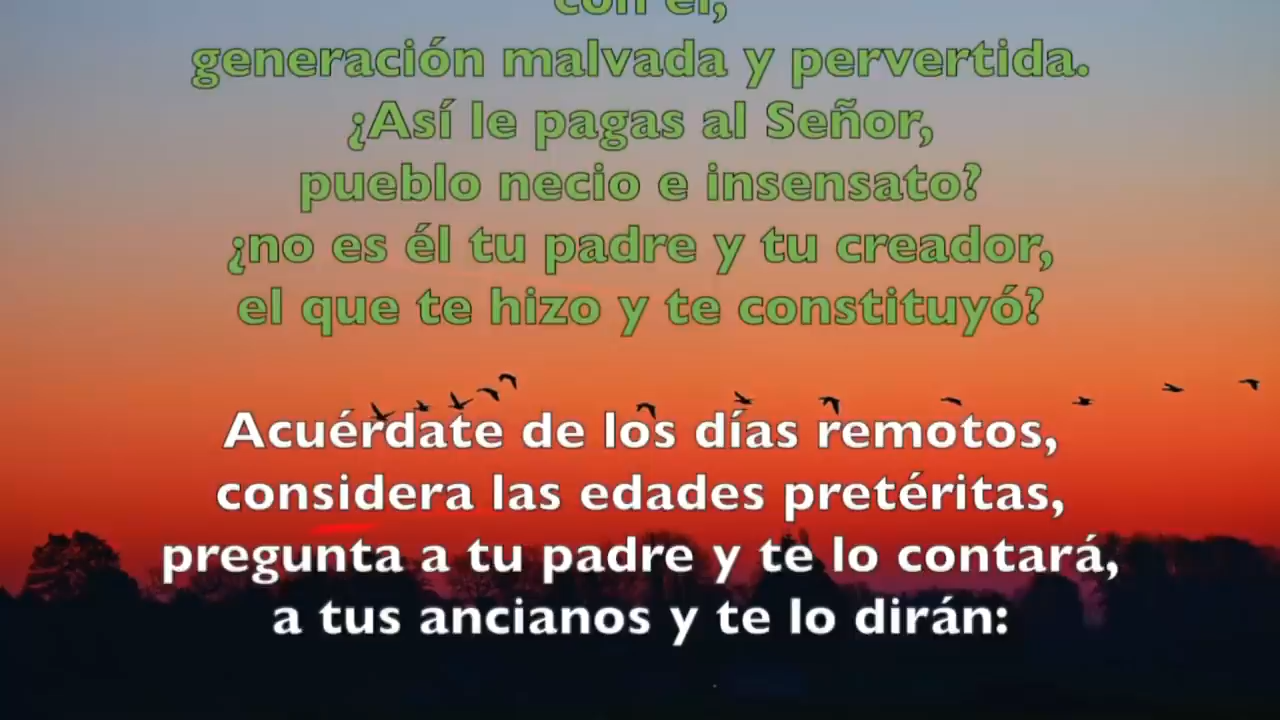 con él,
generación malvada y pervertida.
¿Así le pagas al Señor,
pueblo necio e insensato?
¿no es él tu padre y tu creador,
el que te hizo y te constituyó?
Acuérdate de los días remotos,
considera las edades pretéritas,
pregunta a tu padre y te lo contará,
a tus ancianos y te lo dirán: